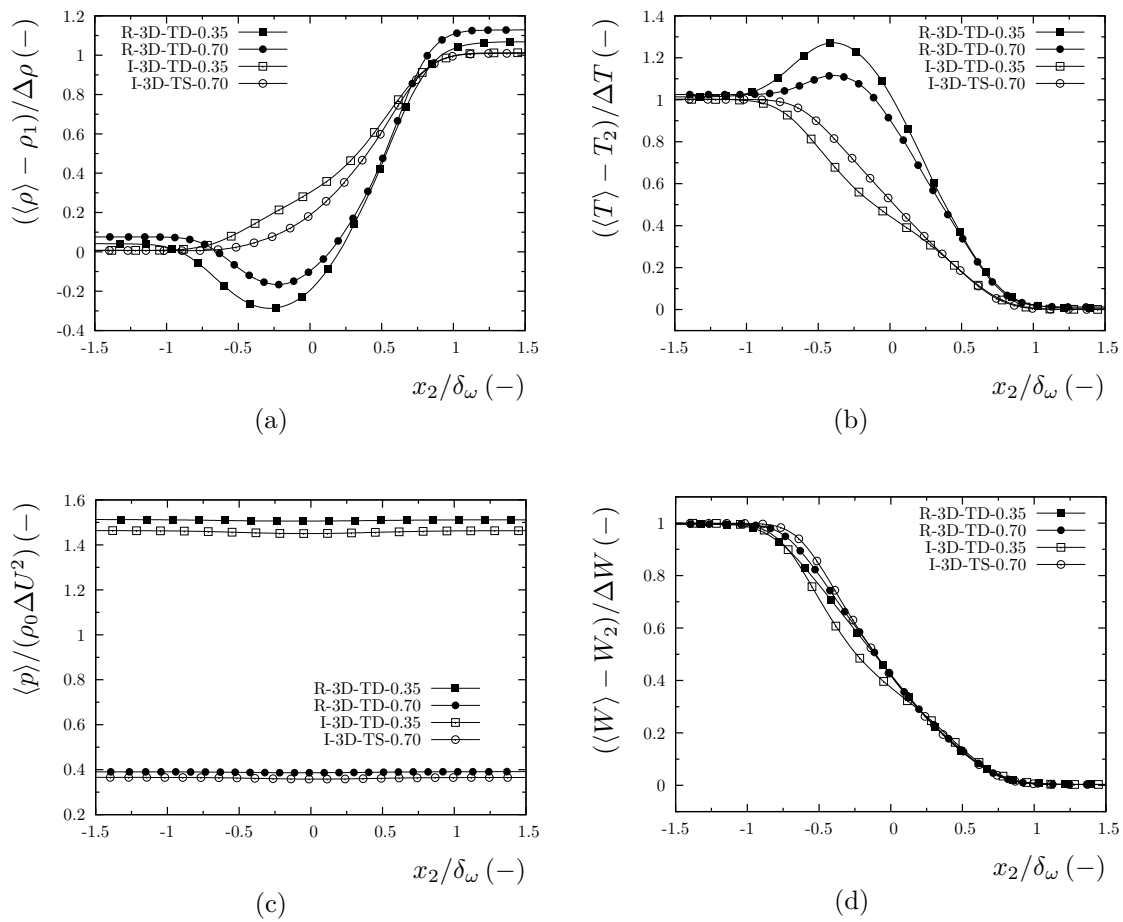 (⟨ρ⟩ − ρ₁)/Δρ (−)
1.2
1
0.8
0.6
0.4
0.2
0
-0.2
-0.4
R-3D-TD-0.35
R-3D-TD-0.70
I-3D-TD-0.35
I-3D-TS-0.70
-1.5 -1 -0.5 0 0.5 1 1.5
x₂/δω (−)
(a)
(⟨T⟩ − T₂)/ΔT (−)
1.4
1.2
1
0.8
0.6
0.4
0.2
0
R-3D-TD-0.35
R-3D-TD-0.70
I-3D-TD-0.35
I-3D-TS-0.70
-1.5 -1 -0.5 0 0.5 1 1.5
x₂/δω (−)
(b)
⟨p⟩/(ρ₀ΔU²) (−)
1.6
1.4
1.2
1
0.8
0.6
0.4
0.2
R-3D-TD-0.35
R-3D-TD-0.70
I-3D-TD-0.35
I-3D-TS-0.70
-1.5 -1 -0.5 0 0.5 1 1.5
x₂/δω (−)
(c)
(⟨W⟩ − W₂)/ΔW (−)
1
0.8
0.6
0.4
0.2
0
R-3D-TD-0.35
R-3D-TD-0.70
I-3D-TD-0.35
I-3D-TS-0.70
-1.5 -1 -0.5 0 0.5 1 1.5
x₂/δω (−)
(d)